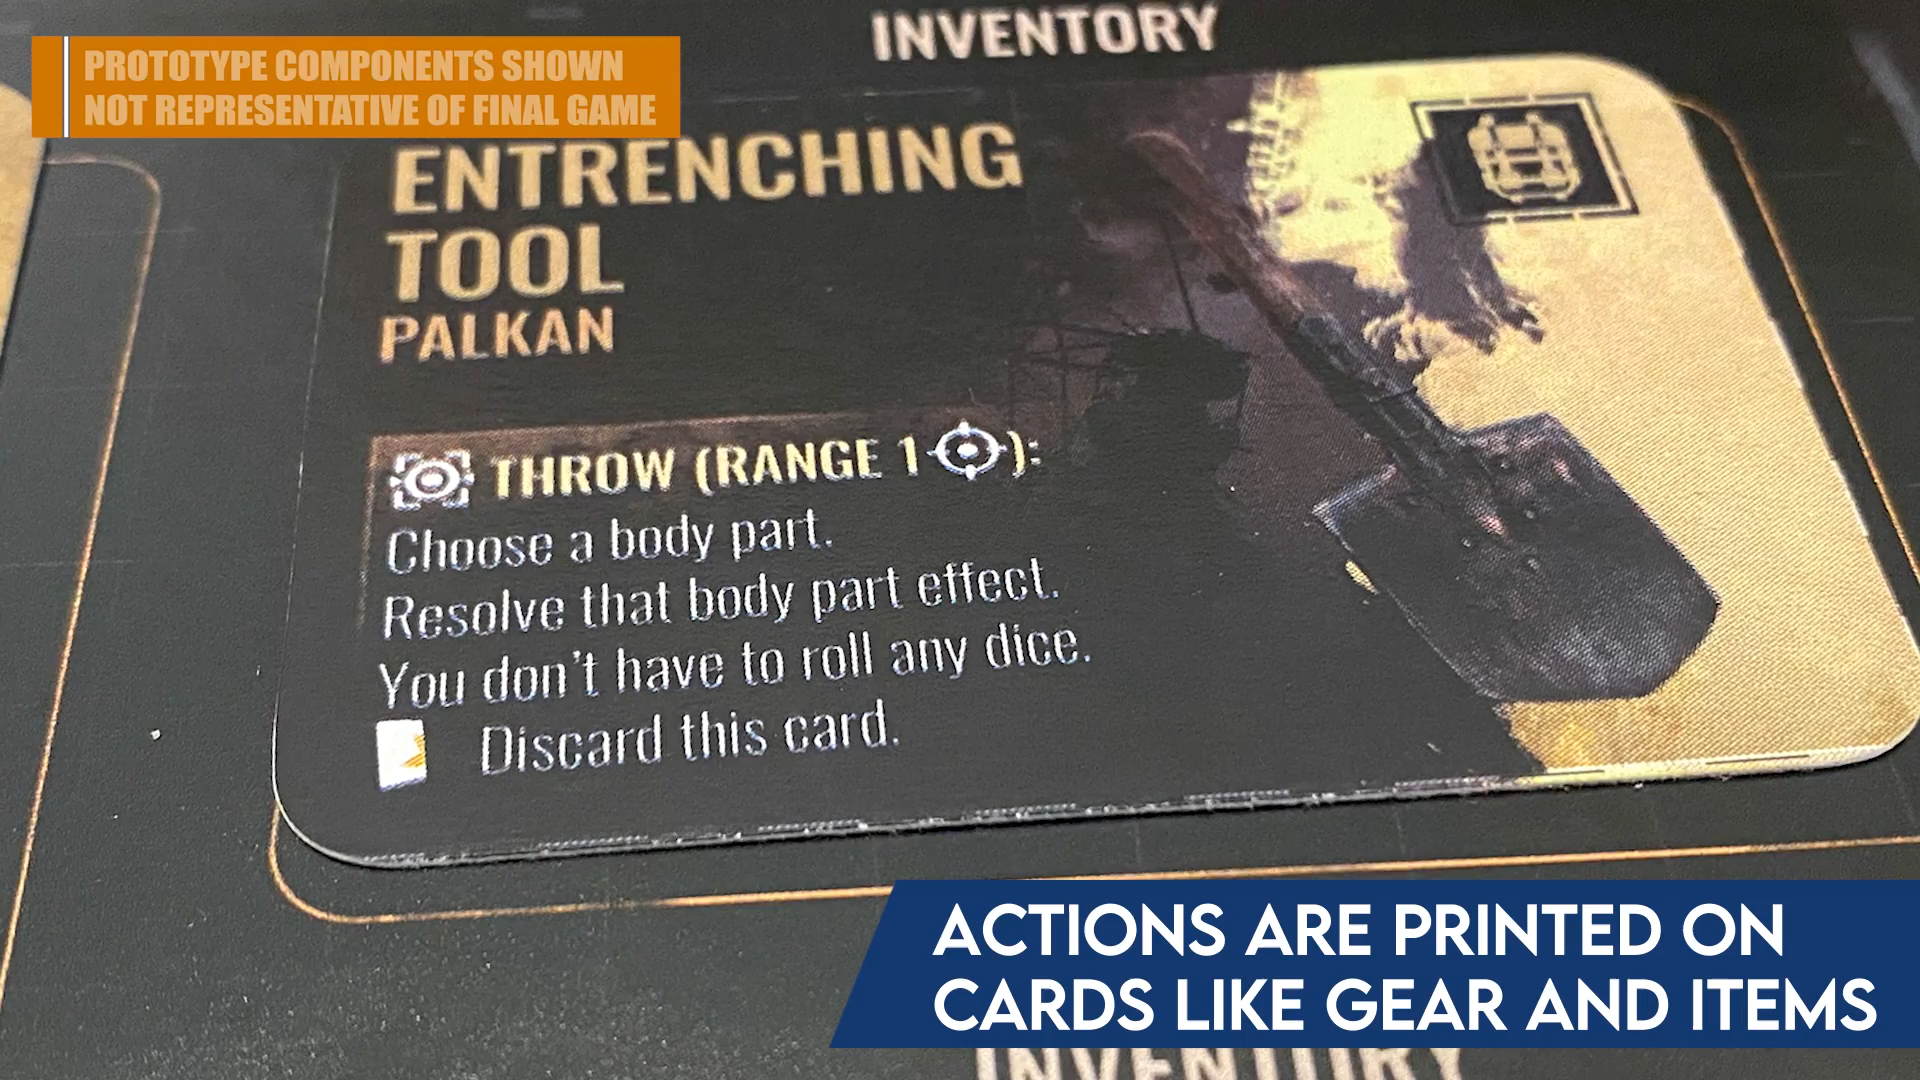 INVENTORY
PROTOTYPE COMPONENTS SHOWN
NOT REPRESENTATIVE OF FINAL GAME
ENTRENCHING
TOOL
PALKAN
THROW (RANGE 1 ):
Choose a body part.
Resolve that body part effect.
You don't have to roll any dice.
Discard this card.
ACTIONS ARE PRINTED ON
CARDS LIKE GEAR AND ITEMS
INVENTORY